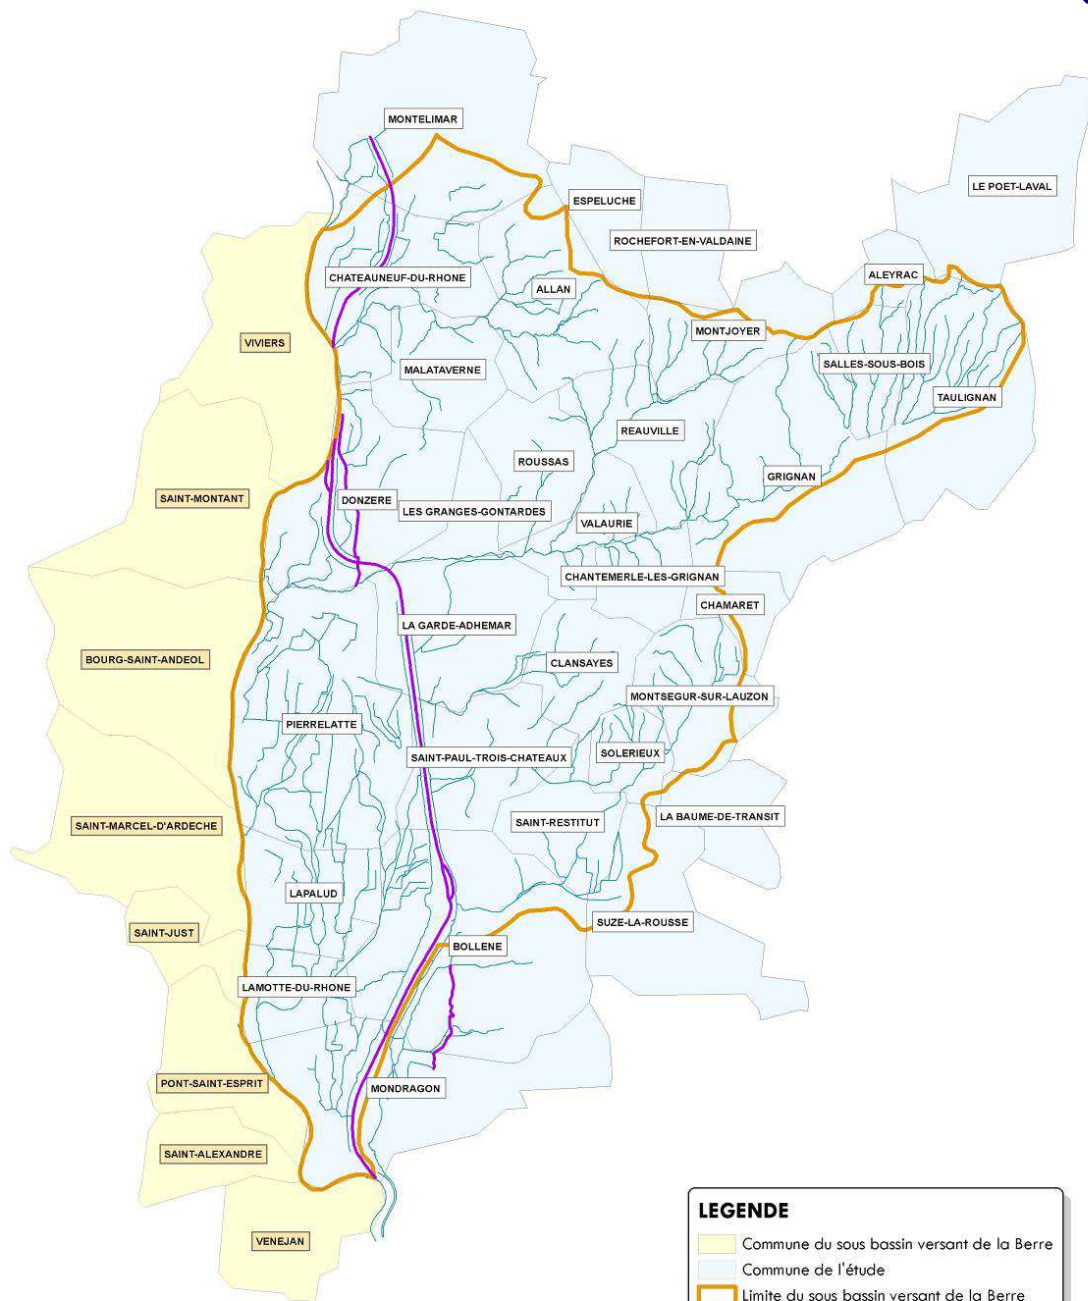 MONTELIMAR
LE POET-LAVAL
ESPELUCHE
ROCHEFORT-EN-VALDAINE
ALEYRAC
CHATEAUNEUF-DU-RHONE
ALLAN
MONTJOYER
VIVIERS
MALATAVERNE
SALLES-SOUS-BOIS
TAULIGNAN
REAUVILLE
ROUSSAS
GRIGNAN
SAINT-MONTANT
DONZERE
LES GRANGES-GONTARDES
VALAURIE
CHANTEMERLE-LES-GRIGNAN
CHAMARET
LA GARDE-ADHEMAR
BOURG-SAINT-ANDEOL
CLANSAYES
MONTSEGUR-SUR-LAUZON
PIERRELATTE
SAINT-PAUL-TROIS-CHATEAUX
SOLERIEUX
SAINT-MARCEL-D'ARDECHE
SAINT-RESTITUT
LA BAUME-DE-TRANSIT
LAPALUD
SUZE-LA-ROUSSE
SAINT-JUST
BOLLENE
LAMOTTE-DU-RHONE
PONT-SAINT-ESPRIT
MONDRAGON
SAINT-ALEXANDRE
VENEJAN
LEGENDE
Commune du sous bassin versant de la Berre
Commune de l'étude
Limite du sous bassin versant de la Berre